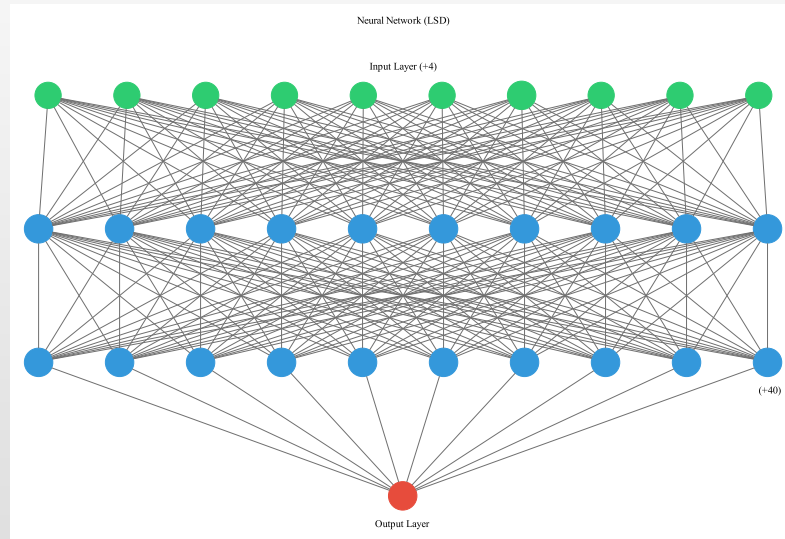 Neural Network (LSD)
Input Layer (+4)
(+40)
Output Layer